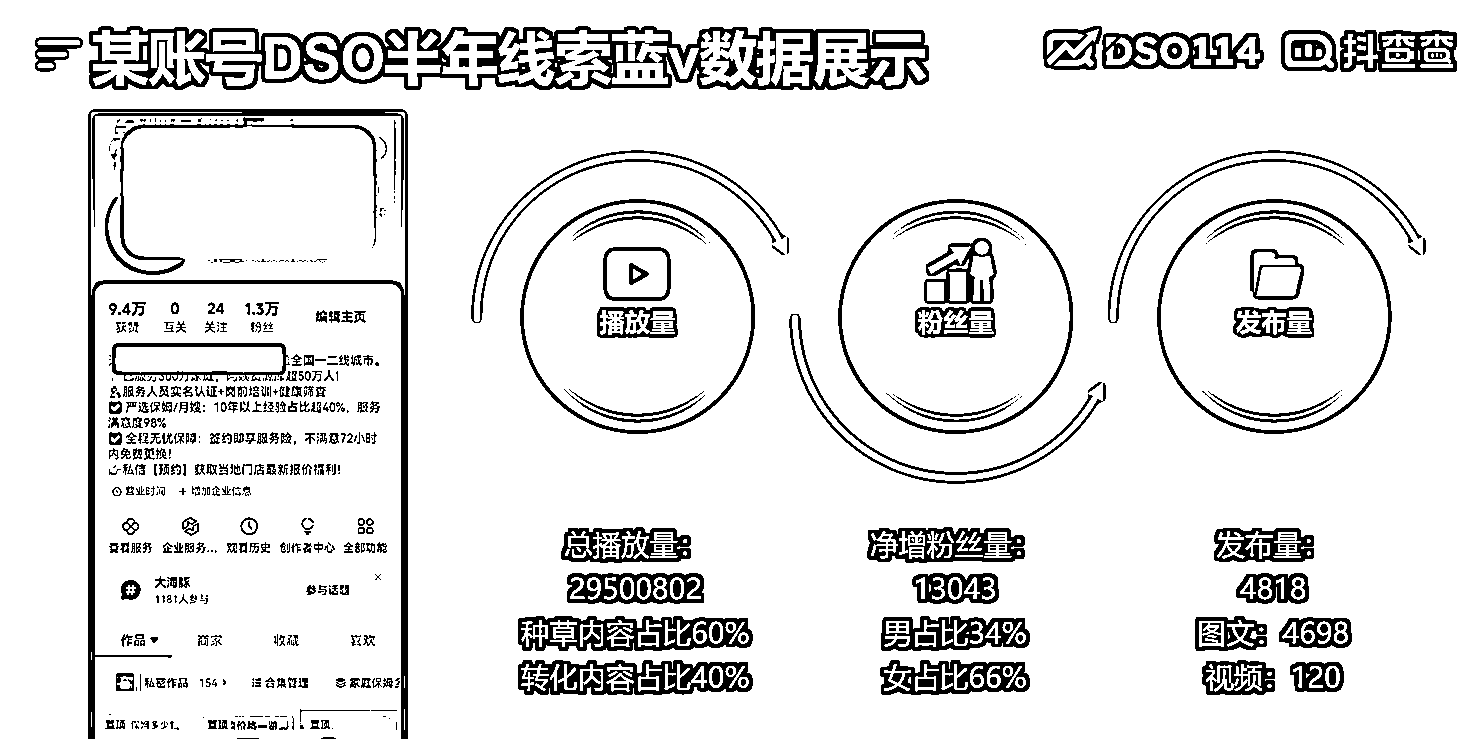 某账号DSO半年线索蓝v数据展示
DSO114 抖查查
9.4万 0 24 1.3万 编辑主页
获赞 互关 关注 粉丝
全国一二线城市。
超50万人!
服务人员实名认证+岗前培训+健康筛查
严选保姆/月嫂：10年以上经验占比超40%，服务
满意度98%
全程无忧保障：签约即享服务险，不满意72小时
内免费更换!
私信【预约】获取当地门店最新报价福利!
营业时间 + 增加企业信息
查看服务 企业服务... 观看历史 创作者中心 全部功能
大海豚
1181人参与
参与话题
作品 商家 收藏 喜欢
私密作品 154 合集管理 家庭保姆
置顶 置顶 置顶
播放量
粉丝量
发布量
总播放量：
29500802
种草内容占比60%
转化内容占比40%
净增粉丝量：
13043
男占比34%
女占比66%
发布量：
4818
图文：4698
视频：120